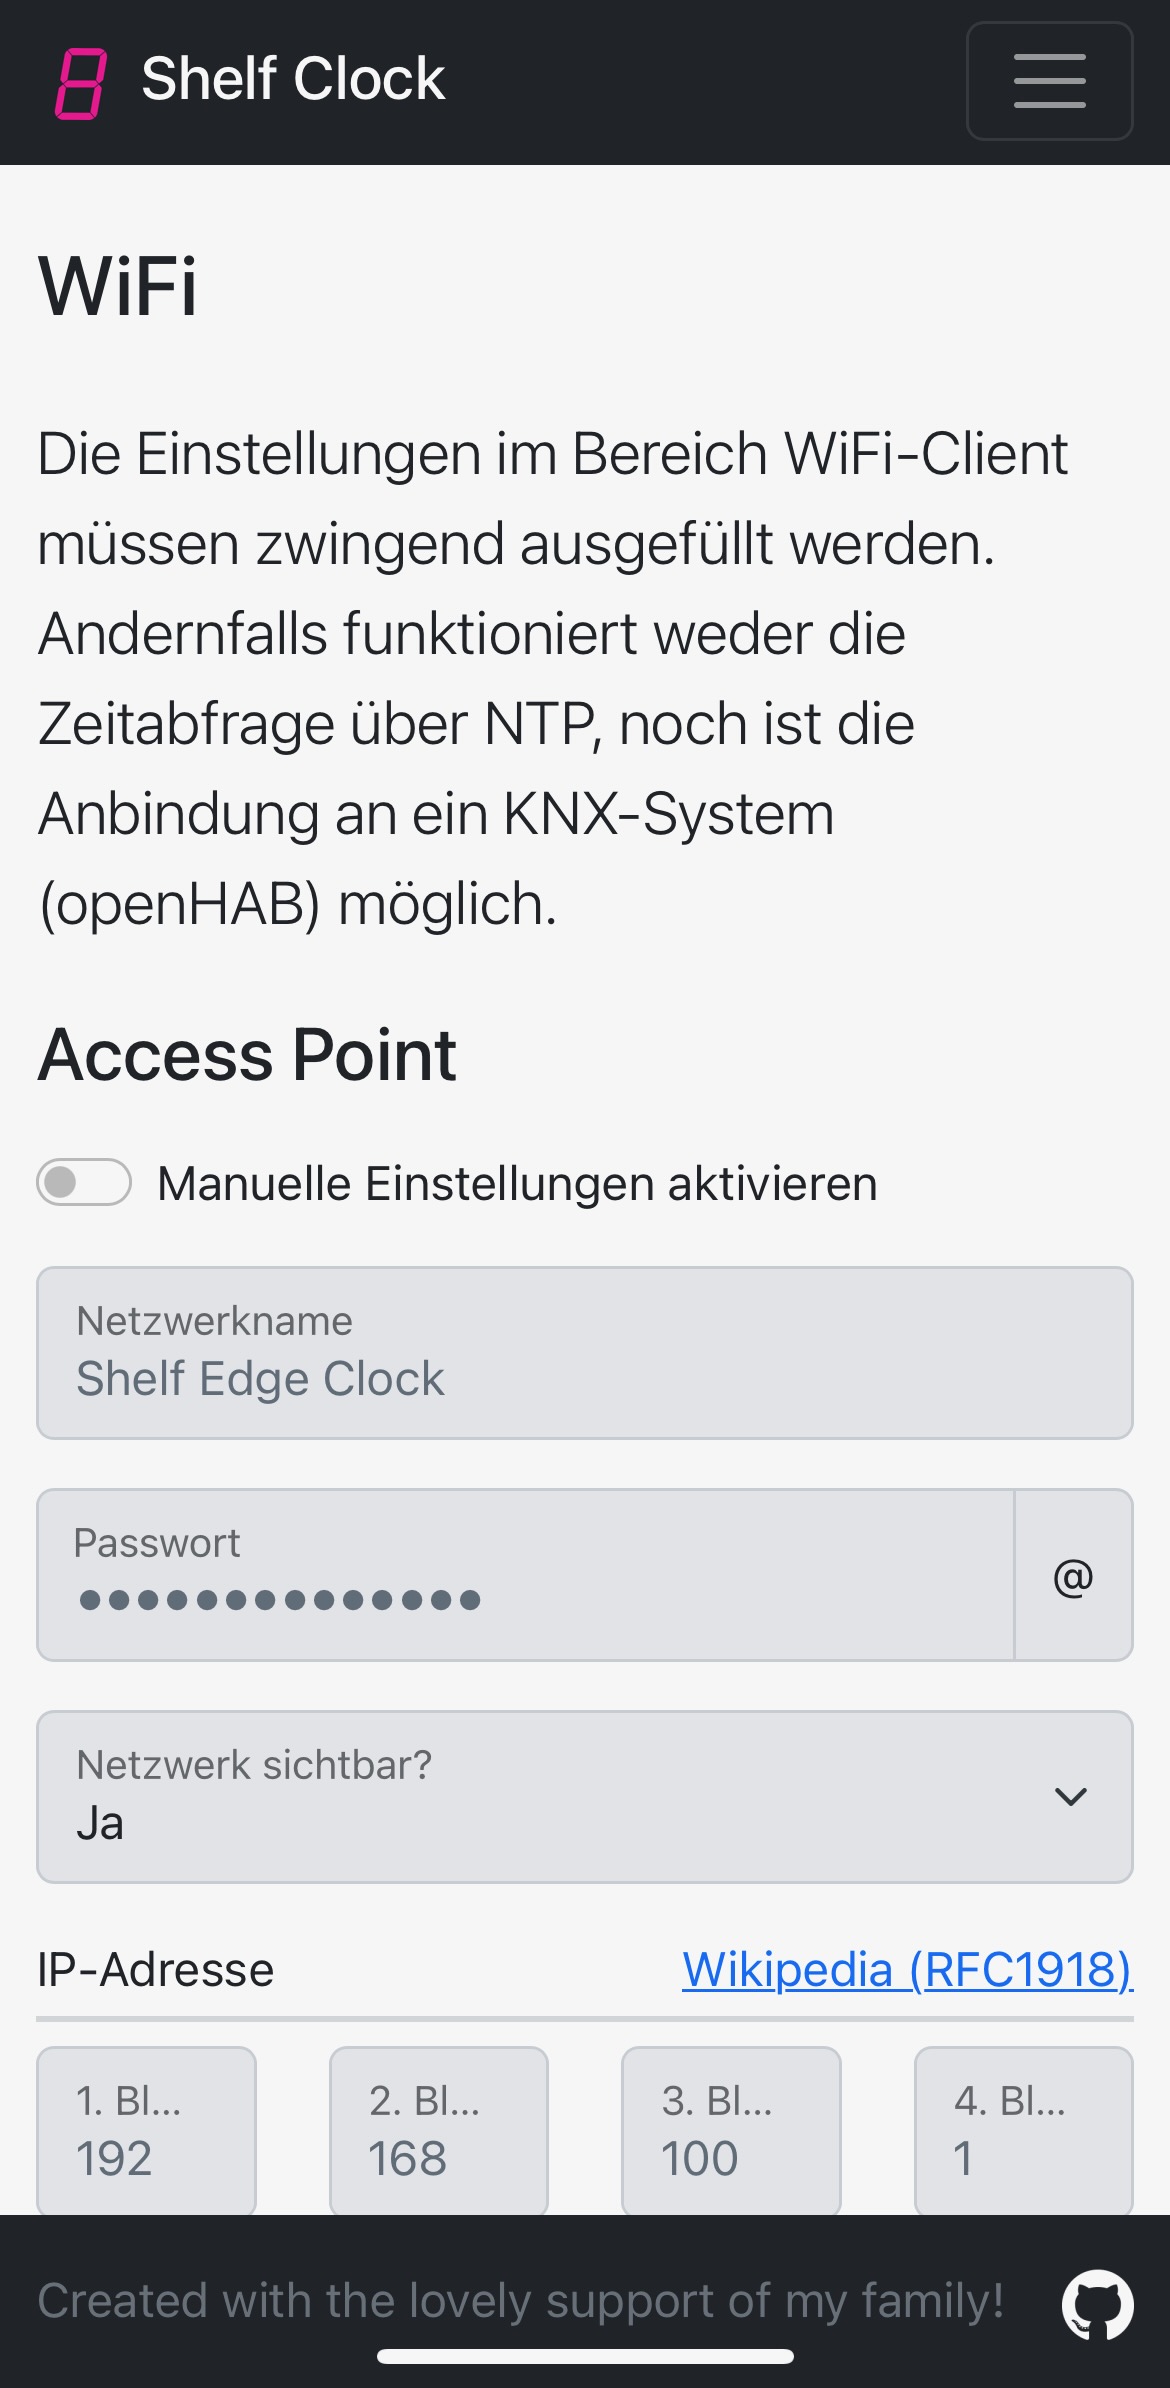 Shelf Clock
WiFi
Die Einstellungen im Bereich WiFi-Client
müssen zwingend ausgefüllt werden.
Andernfalls funktioniert weder die
Zeitabfrage über NTP, noch ist die
Anbindung an ein KNX-System
(openHAB) möglich.
Access Point
Manuelle Einstellungen aktivieren
Netzwerkname
Shelf Edge Clock
Passwort
●●●●●●●●●●●●●● @
Netzwerk sichtbar?
Ja
IP-Adresse Wikipedia (RFC1918)
1. Bl... 2. Bl... 3. Bl... 4. Bl...
192 168 100 1
Created with the lovely support of my family!